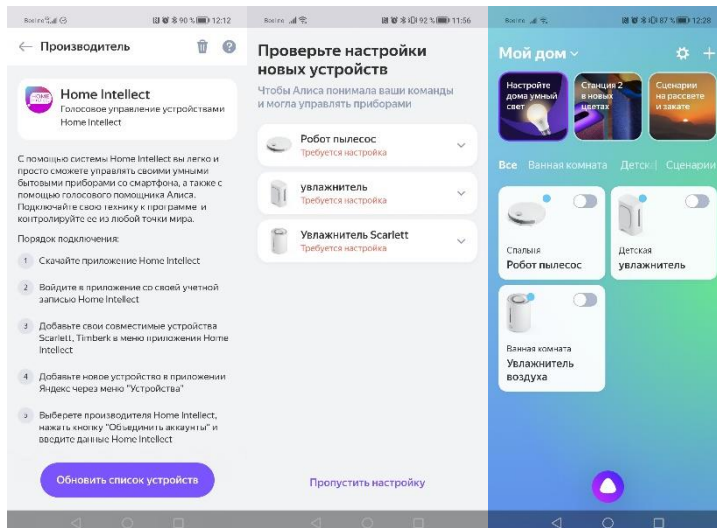 12:12
90 %
Производитель
Home Intellect
Голосовое управление устройствами
Home Intellect
С помощью системы Home Intellect вы легко и
просто сможете управлять своими умными
бытовыми приборами со смартфона, а также с
помощью голосового помощника Алиса.
Подключайте свою технику к программе и
контролируйте ее из любой точки мира.
Порядок подключения:
1 Скачайте приложение Home Intellect
2 Войдите в приложение со своей учетной
записью Home Intellect
3 Добавьте свои совместимые устройства
Scarlett, Timberk в меню приложения Home
Intellect
4 Добавьте новое устройство в приложении
Яндекс через меню "Устройства"
5 Выберете производителя Home Intellect,
нажать кнопку "Объединить аккаунты" и
введите данные Home Intellect
Обновить список устройств
92 % 11:56
Проверьте настройки
новых устройств
Чтобы Алиса понимала ваши команды
и могла управлять приборами
Робот пылесос
Требуется настройка
увлажнитель
Требуется настройка
Увлажнитель Scarlett
Требуется настройка
Пропустить настройку
87 % 12:28
Мой дом
Настройте
дома умный
свет
Станция 2
в новых
цветах
Сценарии
на рассвете
и закате
Все Ванная комната Детск Сценарии
Спальня
Робот пылесос
Детская
увлажнитель
Ванная комната
Увлажнитель
воздуха